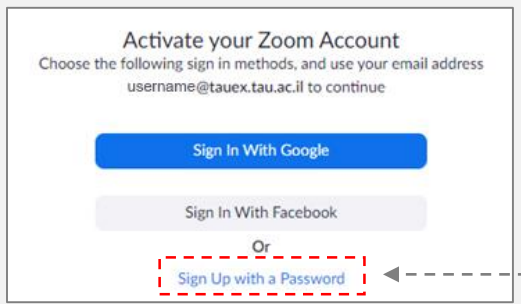 Activate your Zoom Account
Choose the following sign in methods, and use your email address
username@tauex.tau.ac.il to continue
Sign In With Google
Sign In With Facebook
Or
Sign Up with a Password